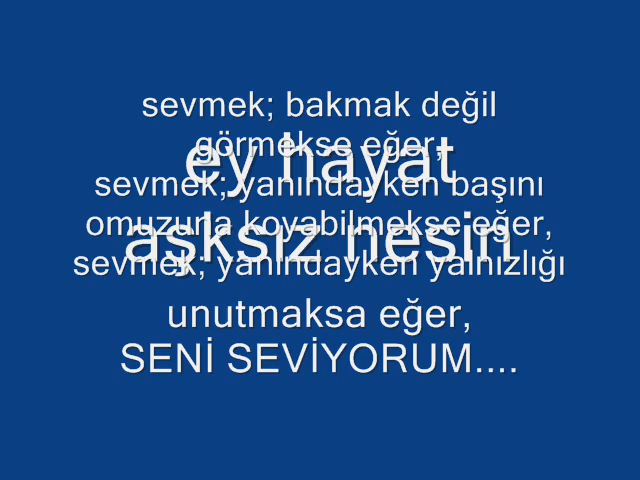 sevmek; bakmak değil
görmekse eğer,
ey hayat
sevmek; yanındayken başını
omuzuna koyabilmekse eğer,
aşksız nesin
sevmek; yanındayken yalnızlığı
unutmaksa eğer,
SENİ SEVİYORUM....